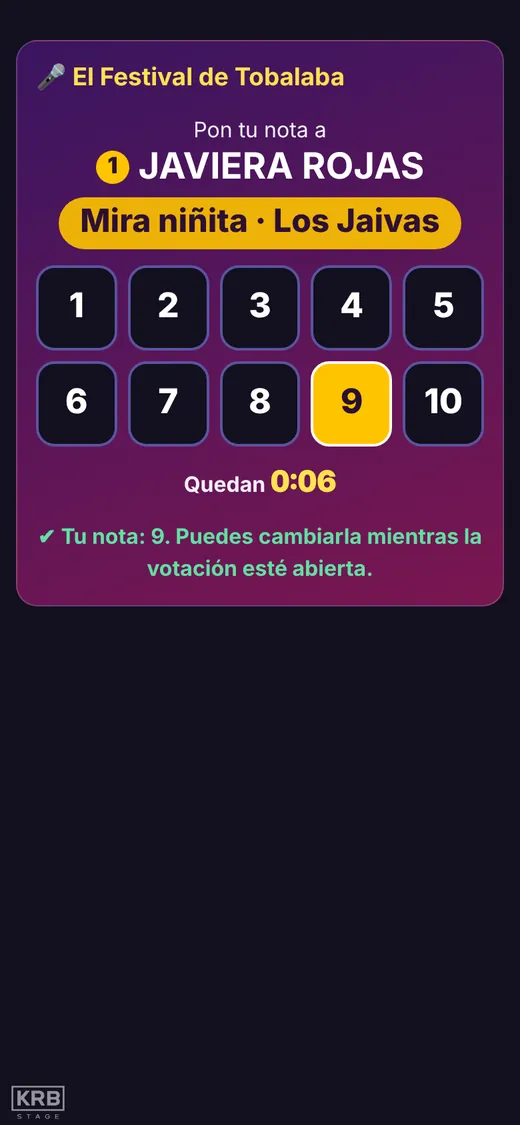 🎤 El Festival de Tobalaba
Pon tu nota a
1 JAVIERA ROJAS
Mira niñita · Los Jaivas
1 2 3 4 5
6 7 8 9 10
Quedan 0:06
✔ Tu nota: 9. Puedes cambiarla mientras la
votación esté abierta.
KRB
STAGE